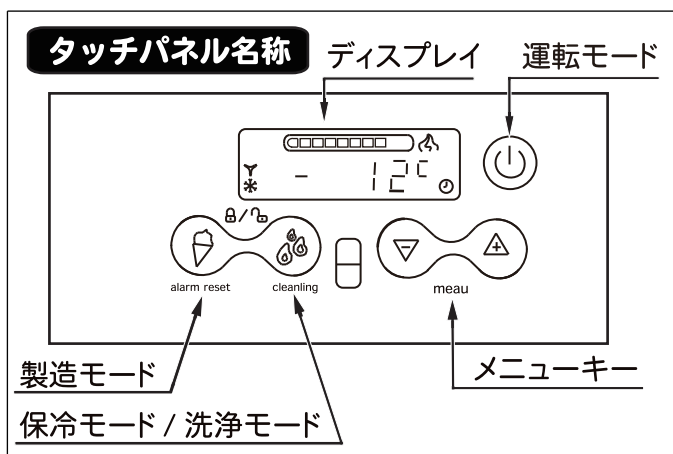 タッチパネル名称
ディスプレイ
運転モード
- 12c
alarm reset
cleanling
meau
製造モード
メニューキー
保冷モード / 洗浄モード